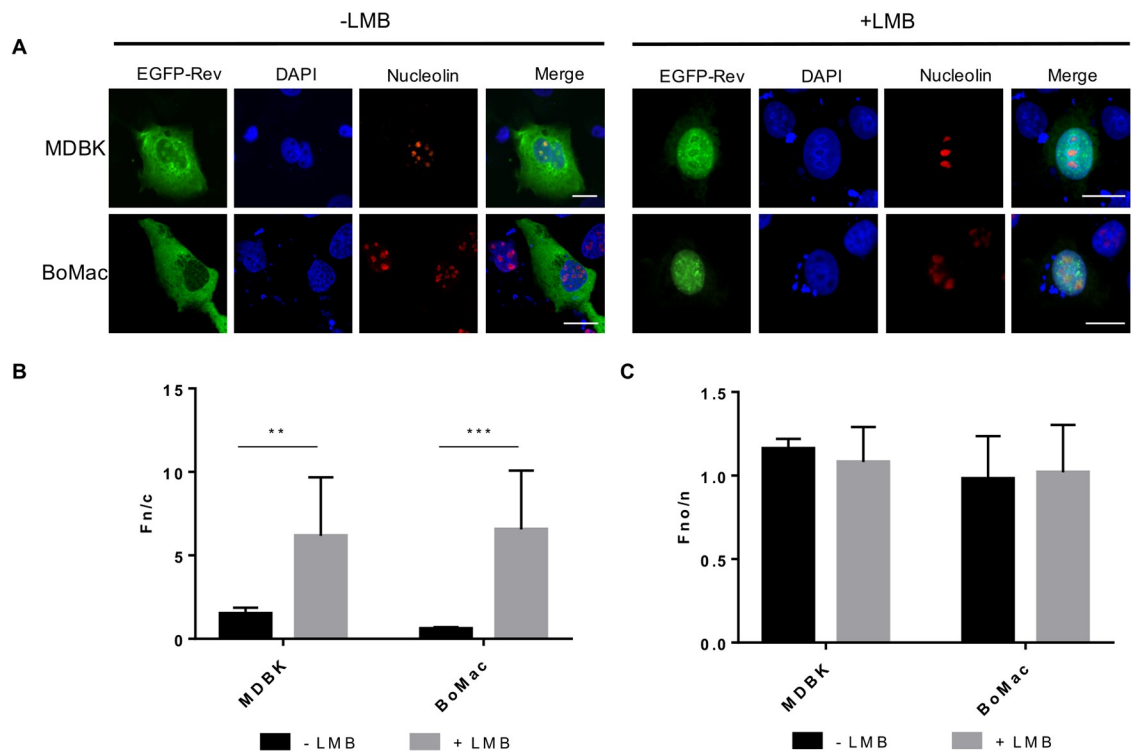 -LMB +LMB
A
EGFP-Rev DAPI Nucleolin Merge EGFP-Rev DAPI Nucleolin Merge
MDBK
BoMac
B C
15
10
5
0
Fn/c
** ***
MDBK BoMac
- LMB + LMB
1.5
1.0
0.5
0.0
Fno/n
MDBK BoMac
- LMB + LMB